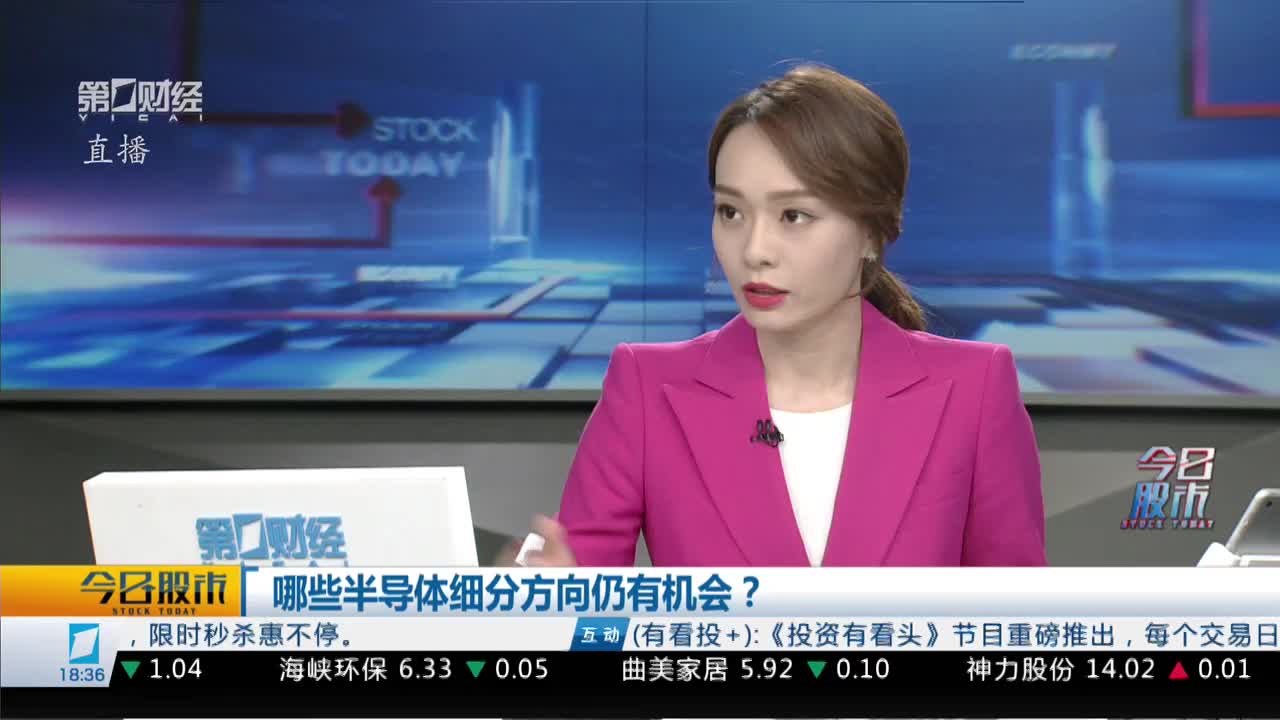 第一财经
YICAI
直播
STOCK
TODAY
ECONMY
ECONMY
第一财经
今日
股市
STOCK TODAY
今日股市
STOCK TODAY
哪些半导体细分方向仍有机会？
，限时秒杀惠不停。 互动 (有看投+):《投资有看头》节目重磅推出，每个交易日
18:36 ▼ 1.04 海峡环保 6.33 ▼ 0.05 曲美家居 5.92 ▼ 0.10 神力股份 14.02 ▲ 0.01